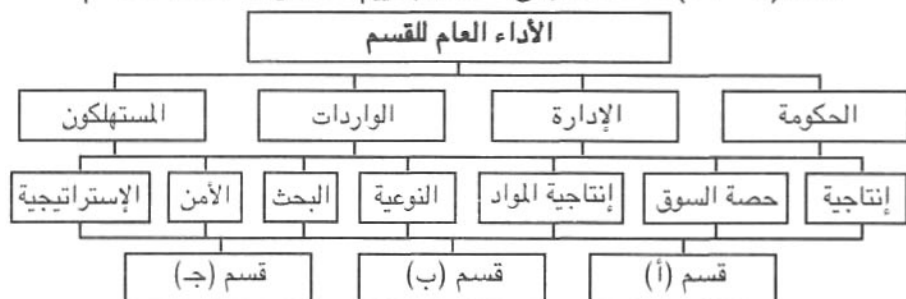 الأداء العام للقسم
الحكومة الإدارة الواردات المستهلكون
إنتاجية حصة السوق إنتاجية المواد النوعية البحث الأمن الإستراتيجية
قسم (أ) قسم (ب) قسم (جـ)